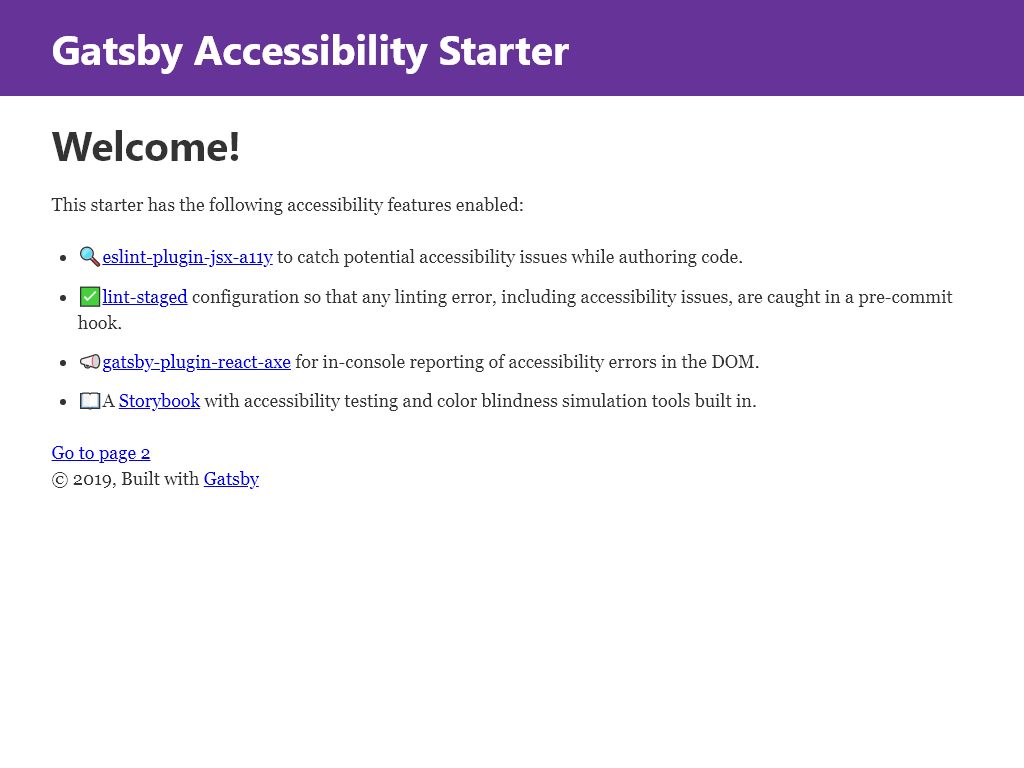 Gatsby Accessibility Starter
Welcome!
This starter has the following accessibility features enabled:
• 🔍eslint-plugin-jsx-a11y to catch potential accessibility issues while authoring code.
• ✅lint-staged configuration so that any linting error, including accessibility issues, are caught in a pre-commit
hook.
• 📢gatsby-plugin-react-axe for in-console reporting of accessibility errors in the DOM.
• 📖A Storybook with accessibility testing and color blindness simulation tools built in.
Go to page 2
© 2019, Built with Gatsby